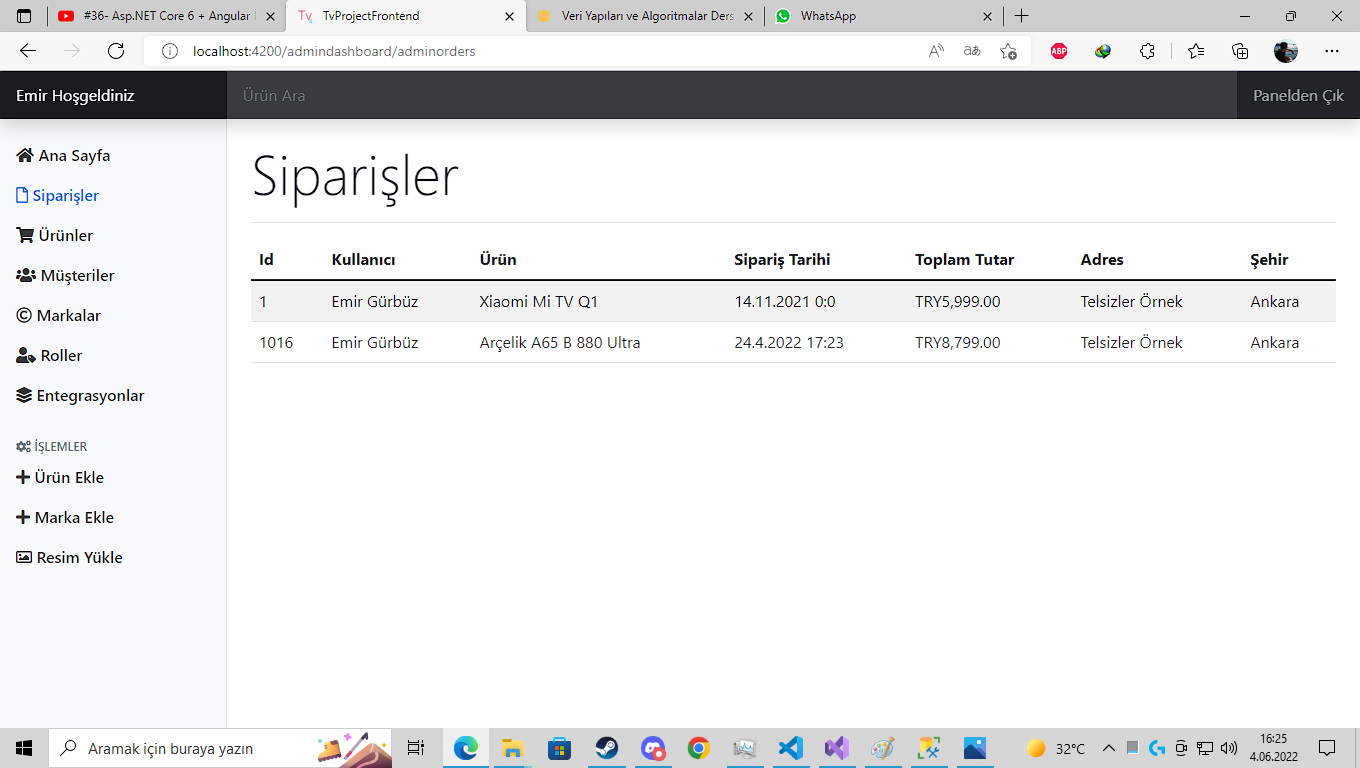 #36- Asp.NET Core 6 + Angular
TvProjectFrontend
Veri Yapıları ve Algoritmalar Ders
WhatsApp
localhost:4200/admindashboard/adminorders
Emir Hoşgeldiniz
Ürün Ara
Panelden Çık
Ana Sayfa
Siparişler
Ürünler
Müşteriler
Markalar
Roller
Entegrasyonlar
İŞLEMLER
Ürün Ekle
Marka Ekle
Resim Yükle
Siparişler
Id Kullanıcı Ürün Sipariş Tarihi Toplam Tutar Adres Şehir
1 Emir Gürbüz Xiaomi Mi TV Q1 14.11.2021 0:0 TRY5,999.00 Telsizler Örnek Ankara
1016 Emir Gürbüz Arçelik A65 B 880 Ultra 24.4.2022 17:23 TRY8,799.00 Telsizler Örnek Ankara
Aramak için buraya yazın
32°C
16:25
4.06.2022